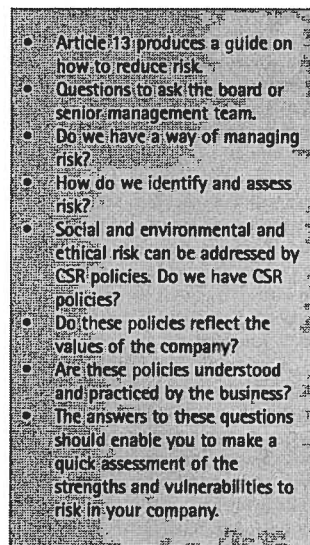 • Article 13 produces a guide on
how to reduce risk.
• Questions to ask the board or
senior management team.
• Do we have a way of managing
risk?
• How do we identify and assess
risk?
• Social and environmental and
ethical risk can be addressed by
CSR policies. Do we have CSR
policies?
• Do these policies reflect the
values of the company?
• Are these policies understood
and practiced by the business?
• The answers to these questions
should enable you to make a
quick assessment of the
strengths and vulnerabilities to
risk in your company.